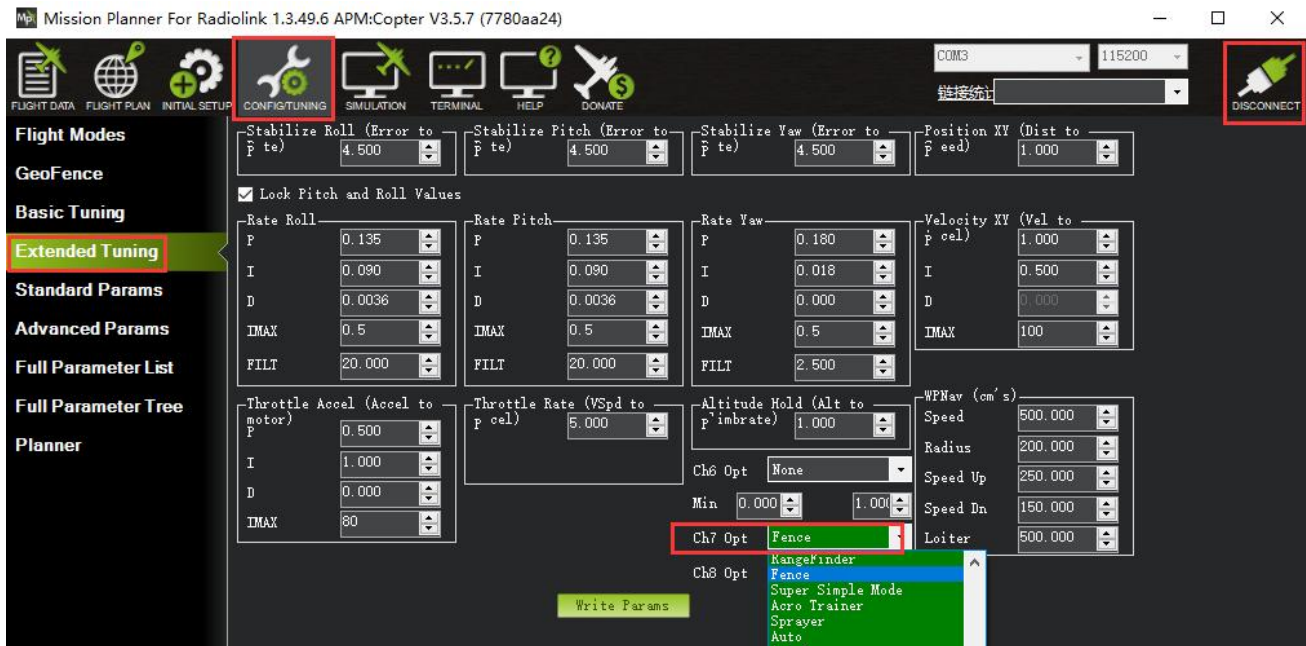 Mission Planner For Radiolink 1.3.49.6 APM:Copter V3.5.7 (7780aa24)
FLIGHT DATA FLIGHT PLAN INITIAL SETUP CONFIG/TUNING SIMULATION TERMINAL HELP DONATE
COM3 115200
链接统计
DISCONNECT
Flight Modes
GeoFence
Basic Tuning
Extended Tuning
Standard Params
Advanced Params
Full Parameter List
Full Parameter Tree
Planner
Stabilize Roll (Error to
P te) 4.500
Stabilize Pitch (Error to
P te) 4.500
Stabilize Yaw (Error to
P te) 4.500
Position XY (Dist to
P eed) 1.000
Lock Pitch and Roll Values
Rate Roll
P 0.135
I 0.090
D 0.0036
IMAX 0.5
FILT 20.000
Rate Pitch
P 0.135
I 0.090
D 0.0036
IMAX 0.5
FILT 20.000
Rate Yaw
P 0.180
I 0.018
D 0.000
IMAX 0.5
FILT 2.500
Velocity XY (Vel to
P cel) 1.000
I 0.500
D 0.000
IMAX 100
Throttle Accel (Accel to
motor)
P 0.500
I 1.000
D 0.000
IMAX 80
Throttle Rate (VSpd to
P cel) 5.000
Altitude Hold (Alt to
P imbrate) 1.000
Ch6 Opt None
Min 0.000 1.00
Ch7 Opt Fence
Ch8 Opt
RangeFinder
Fence
Super Simple Mode
Acro Trainer
Sprayer
Auto
WPNav (cm's)
Speed 500.000
Radius 200.000
Speed Up 250.000
Speed Dn 150.000
Loiter 500.000
Write Params